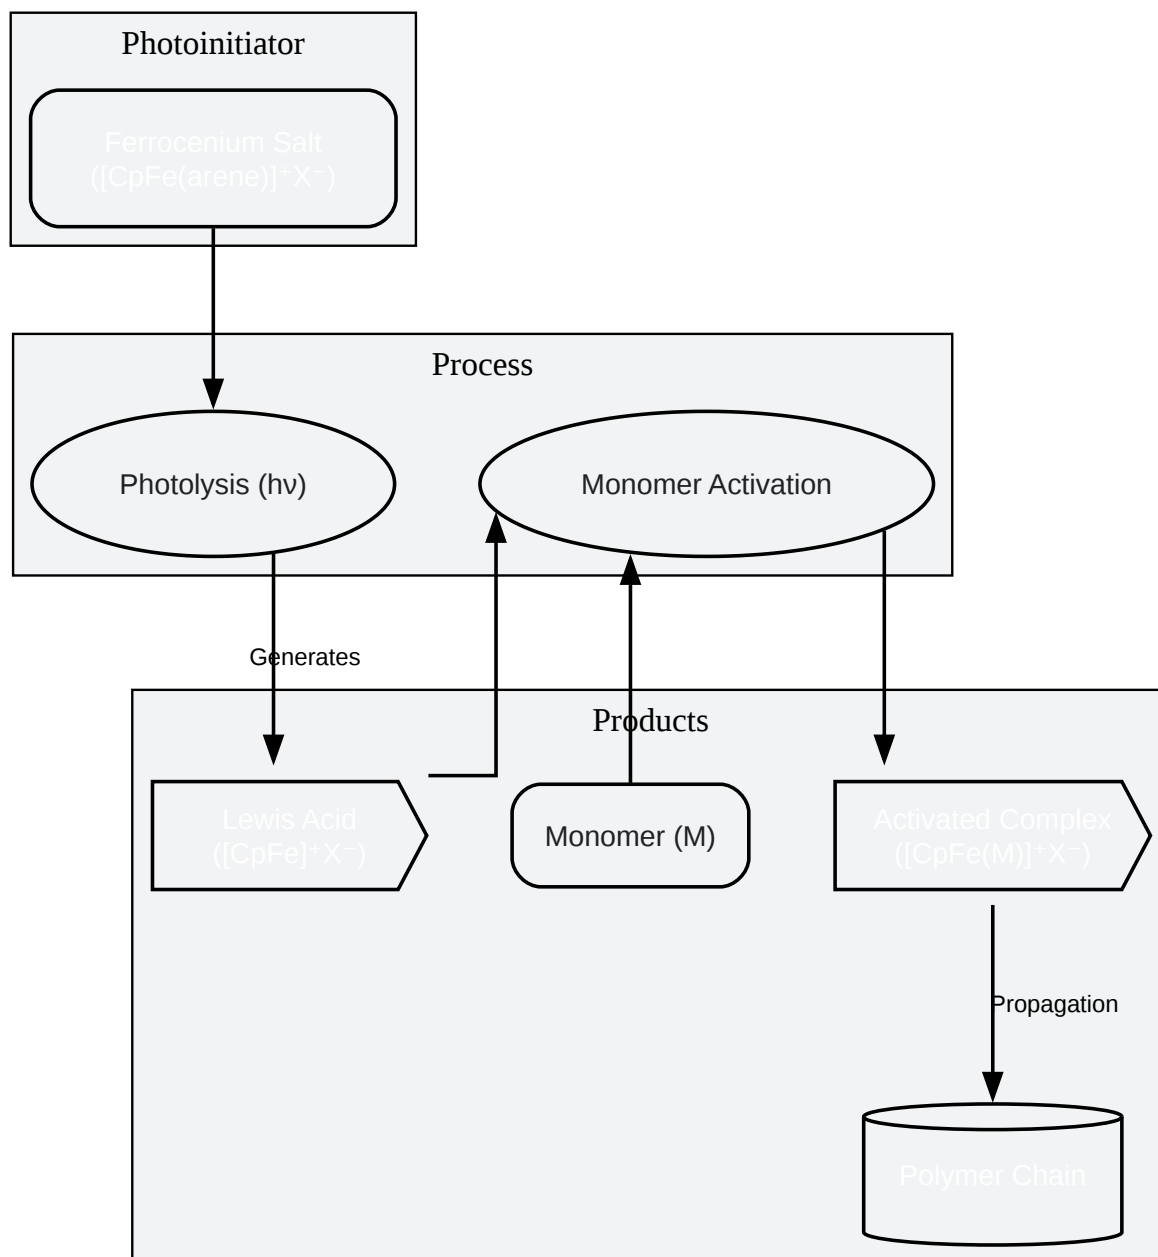 Photoinitiator
Ferrocenium Salt
([CpFe(arene)]⁺X⁻)
Process
Photolysis (hν)
Monomer Activation
Generates
Products
Lewis Acid
([CpFe]⁺X⁻)
Monomer (M)
Activated Complex
([CpFe(M)]⁺X⁻)
Propagation
Polymer Chain